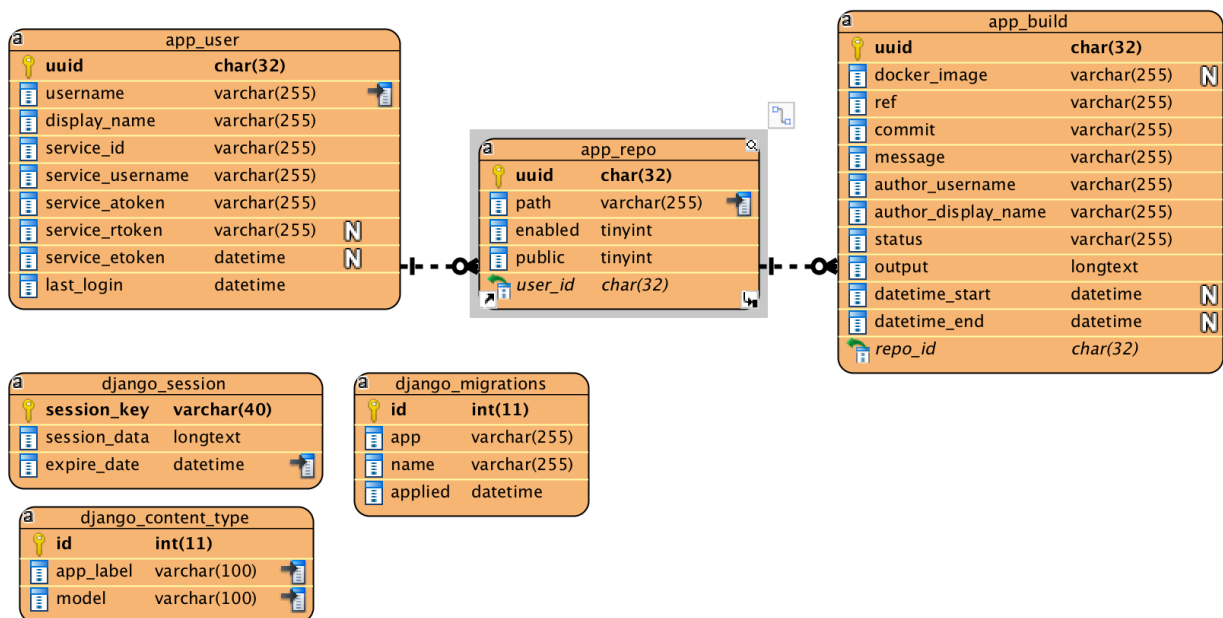 app_user
uuid char(32)
username varchar(255)
display_name varchar(255)
service_id varchar(255)
service_username varchar(255)
service_atoken varchar(255)
service_rtoken varchar(255) N
service_etoken datetime N
last_login datetime
app_repo
uuid char(32)
path varchar(255)
enabled tinyint
public tinyint
user_id char(32)
app_build
uuid char(32)
docker_image varchar(255) N
ref varchar(255)
commit varchar(255)
message varchar(255)
author_username varchar(255)
author_display_name varchar(255)
status varchar(255)
output longtext
datetime_start datetime N
datetime_end datetime N
repo_id char(32)
django_session
session_key varchar(40)
session_data longtext
expire_date datetime
django_migrations
id int(11)
app varchar(255)
name varchar(255)
applied datetime
django_content_type
id int(11)
app_label varchar(100)
model varchar(100)